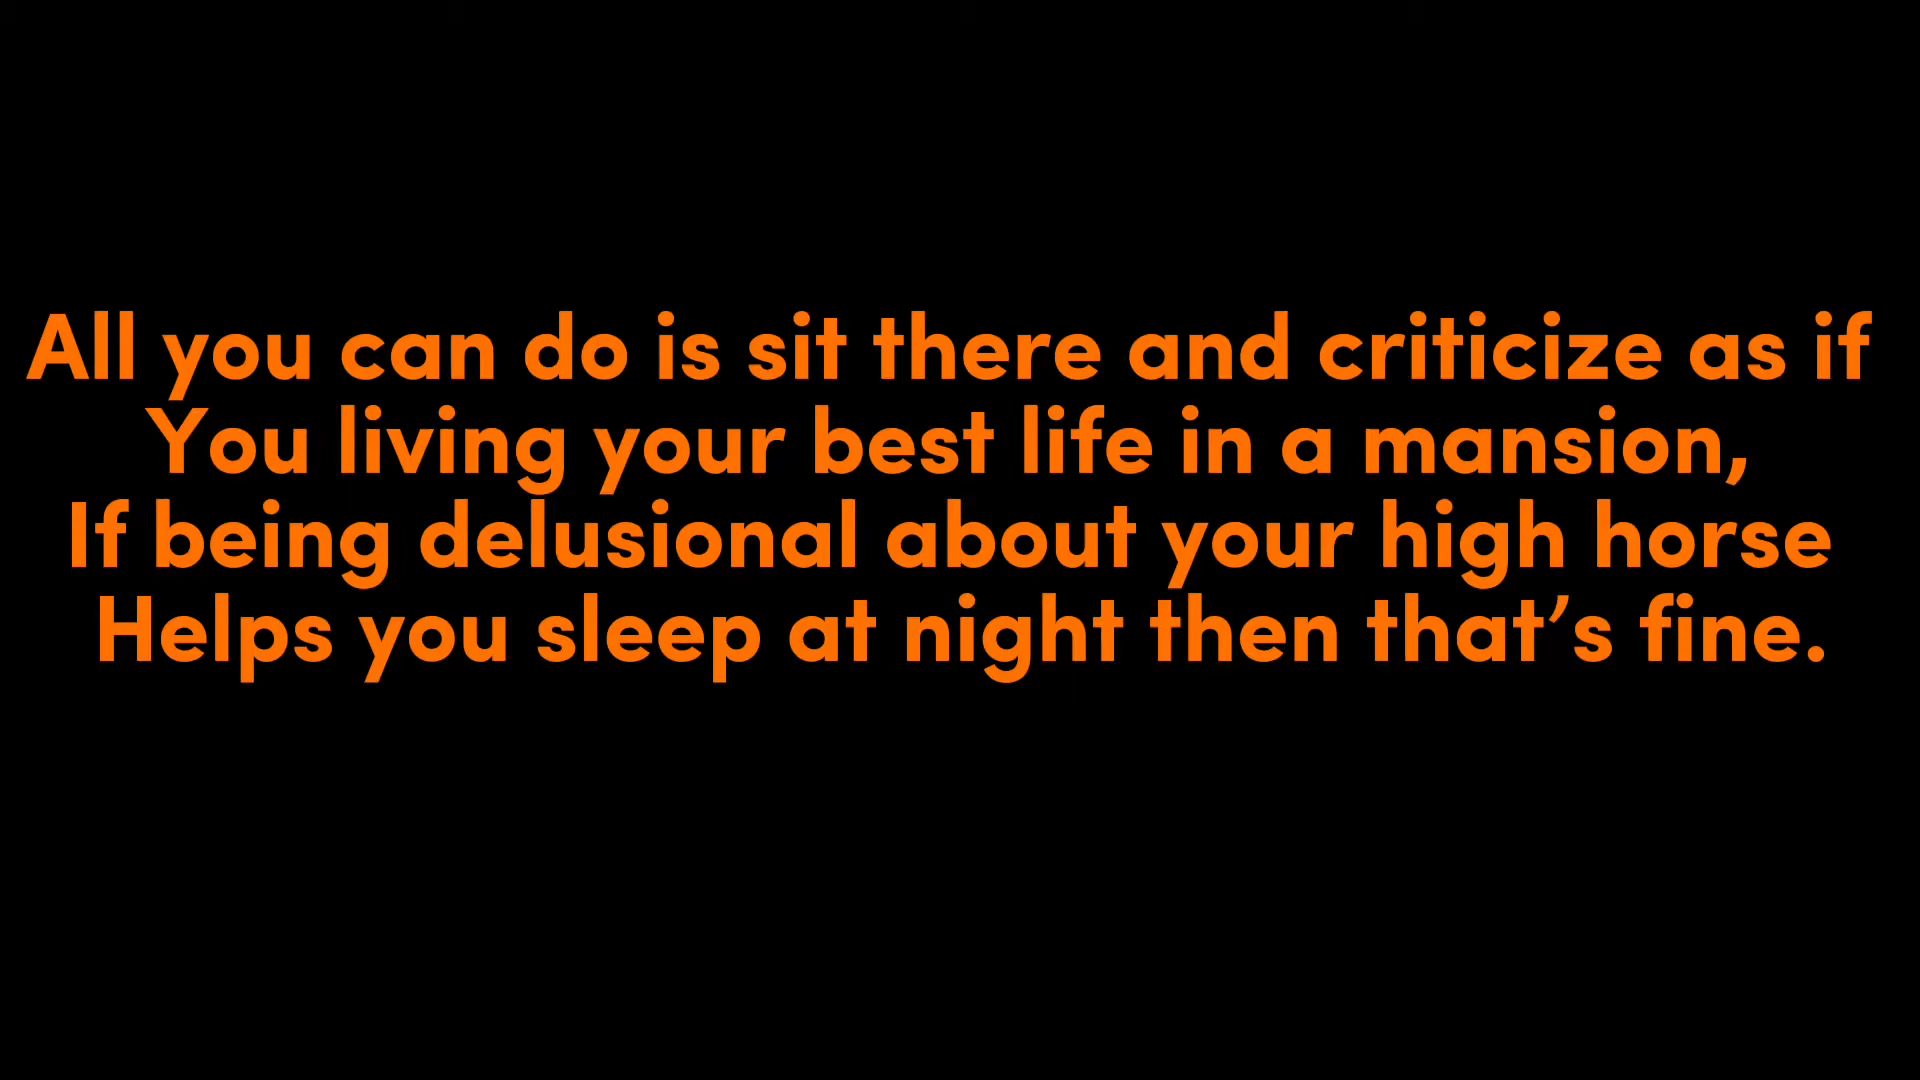 All you can do is sit there and criticize as if
You living your best life in a mansion,
If being delusional about your high horse
Helps you sleep at night then that’s fine.